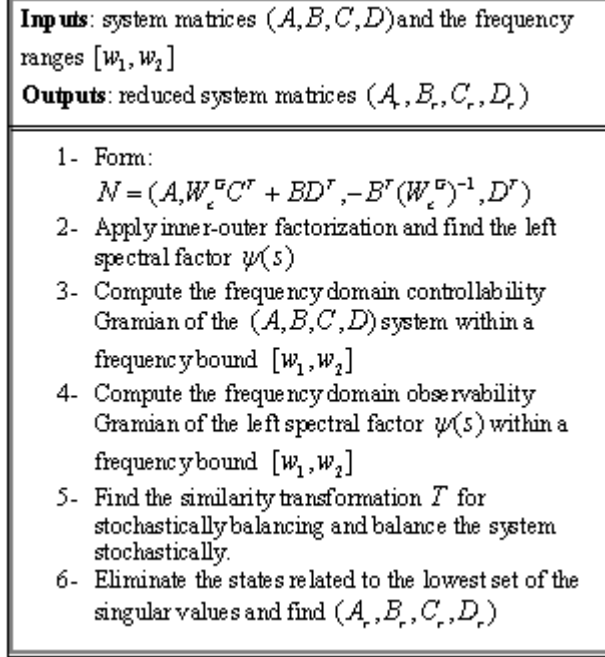 Inputs: system matrices (A,B,C,D) and the frequency
ranges [w₁,w₂]
Outputs: reduced system matrices (Aᵣ,Bᵣ,Cᵣ,Dᵣ)
1- Form:
N = (A,W_c^□ C^T + BD^T,-B^T(W_c^□)^-1,D^T)
2- Apply inner-outer factorization and find the left
spectral factor ψ(s)
3- Compute the frequency domain controllability
Gramian of the (A,B,C,D) system within a
frequency bound [w₁,w₂]
4- Compute the frequency domain observability
Gramian of the left spectral factor ψ(s) within a
frequency bound [w₁,w₂]
5- Find the similarity transformation T for
stochastically balancing and balance the system
stochastically.
6- Eliminate the states related to the lowest set of the
singular values and find (Aᵣ,Bᵣ,Cᵣ,Dᵣ)